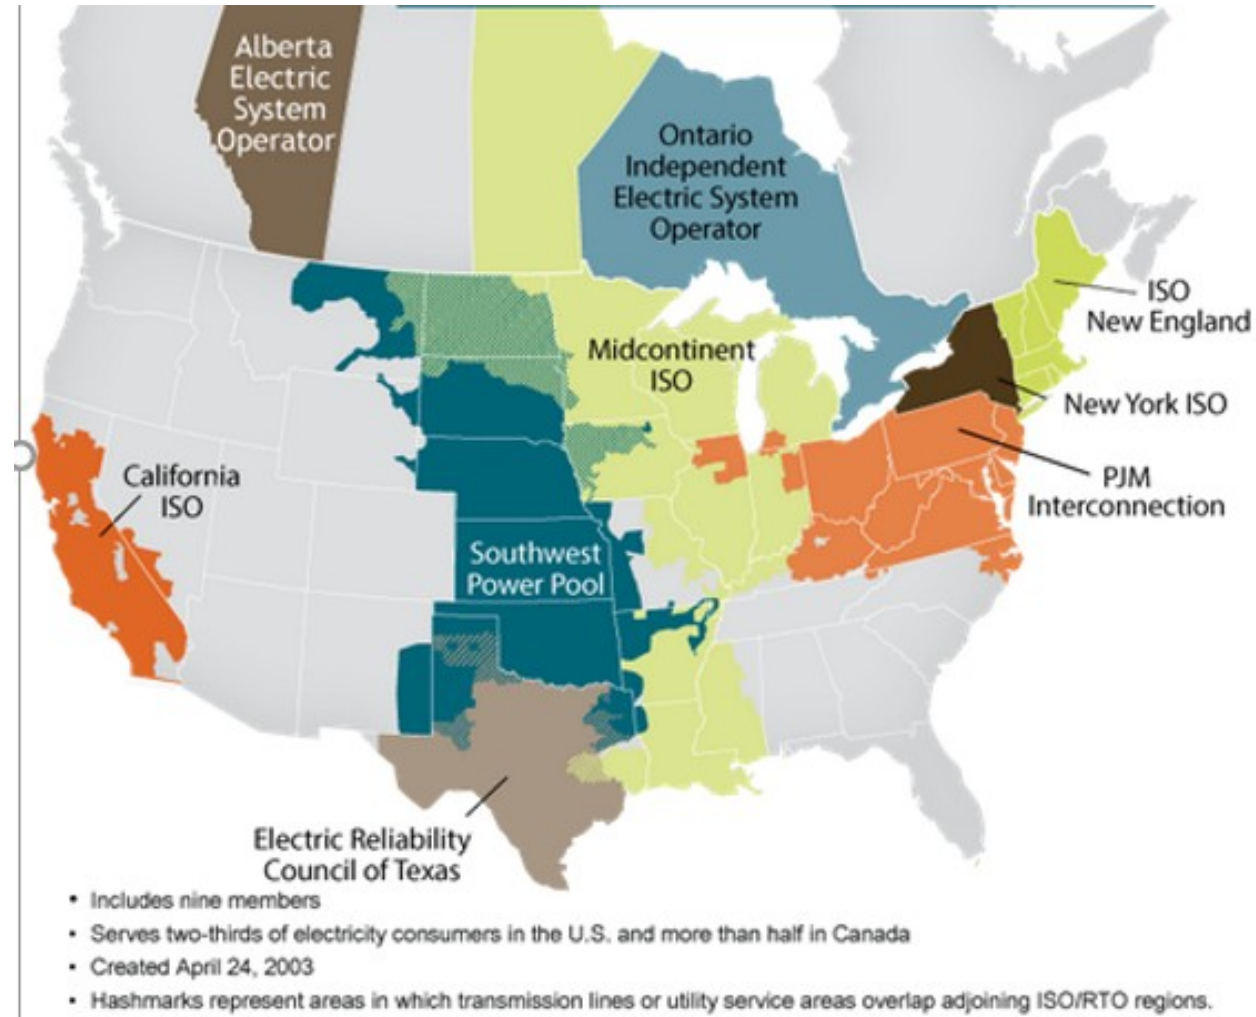 Alberta
Electric
System
Operator
Ontario
Independent
Electric System
Operator
ISO
New England
Midcontinent
ISO
New York ISO
California
ISO
PJM
Interconnection
Southwest
Power Pool
Electric Reliability
Council of Texas
• Includes nine members
• Serves two-thirds of electricity consumers in the U.S. and more than half in Canada
• Created April 24, 2003
• Hashmarks represent areas in which transmission lines or utility service areas overlap adjoining ISO/RTO regions.